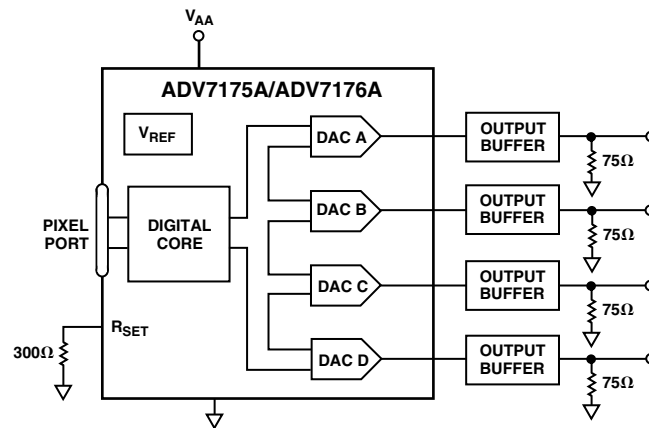 VAA
ADV7175A/ADV7176A
VREF
DAC A
OUTPUT
BUFFER
75Ω
PIXEL
PORT
DIGITAL
CORE
DAC B
OUTPUT
BUFFER
75Ω
DAC C
OUTPUT
BUFFER
75Ω
RSET
300Ω
DAC D
OUTPUT
BUFFER
75Ω